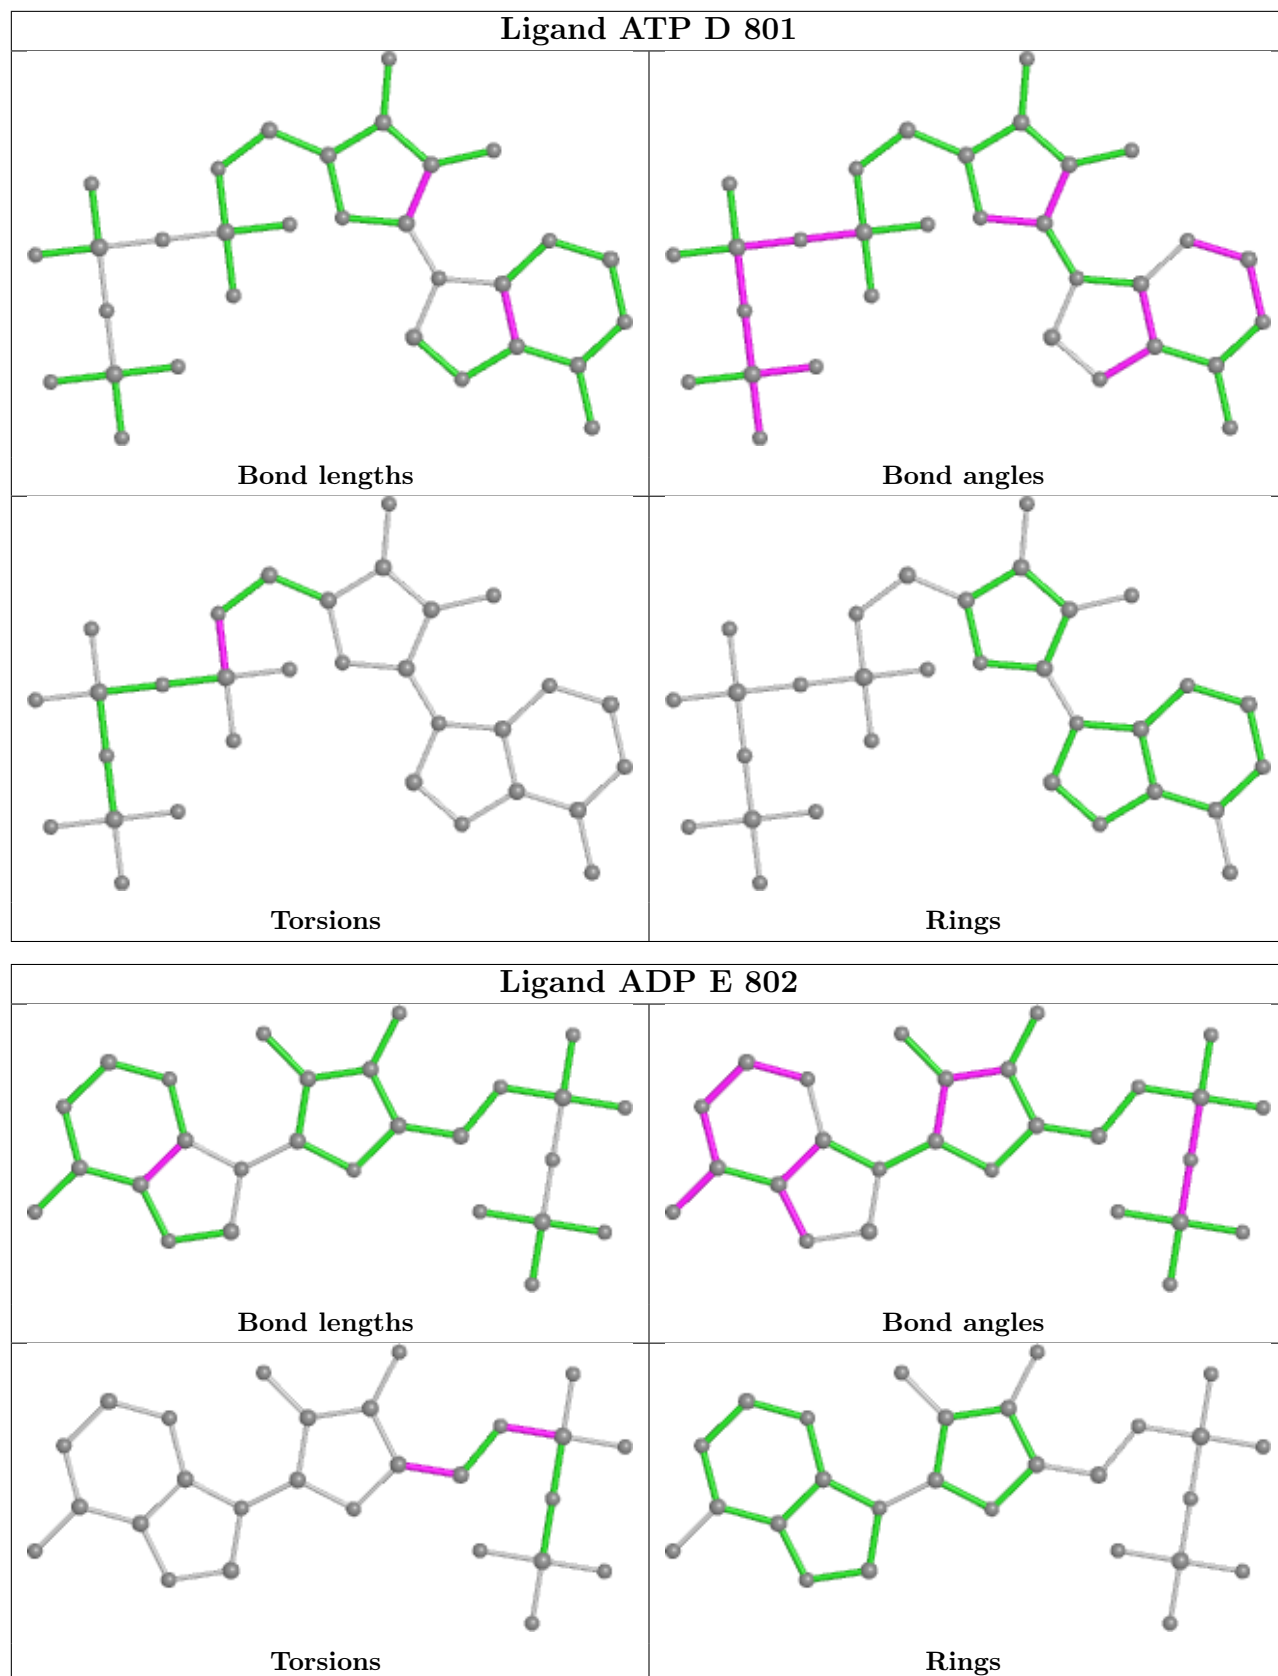 Ligand ATP D 801
Bond lengths
Bond angles
Torsions
Rings
Ligand ADP E 802
Bond lengths
Bond angles
Torsions
Rings